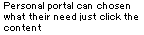 Personal portal can chosen
what their need just click the
content